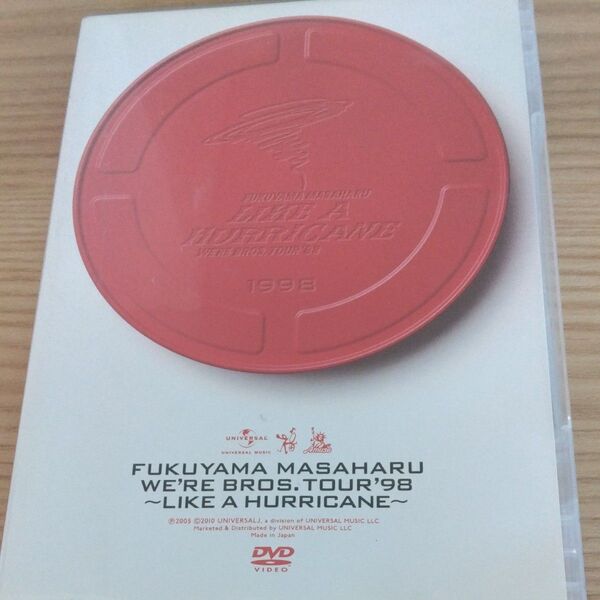 FUKUYAMA MASAHARU
LIKE A
HURRICANE
WE'RE BROS. TOUR '98
1998
UNIVERSAL
UNIVERSAL MUSIC
FUKUYAMA MASAHARU
WE'RE BROS. TOUR '98
~LIKE A HURRICANE~
Ⓟ2005 Ⓒ2010 UNIVERSAL J, a division of UNIVERSAL MUSIC LLC
Marketed & Distributed by UNIVERSAL MUSIC LLC
Made in Japan
DVD
VIDEO